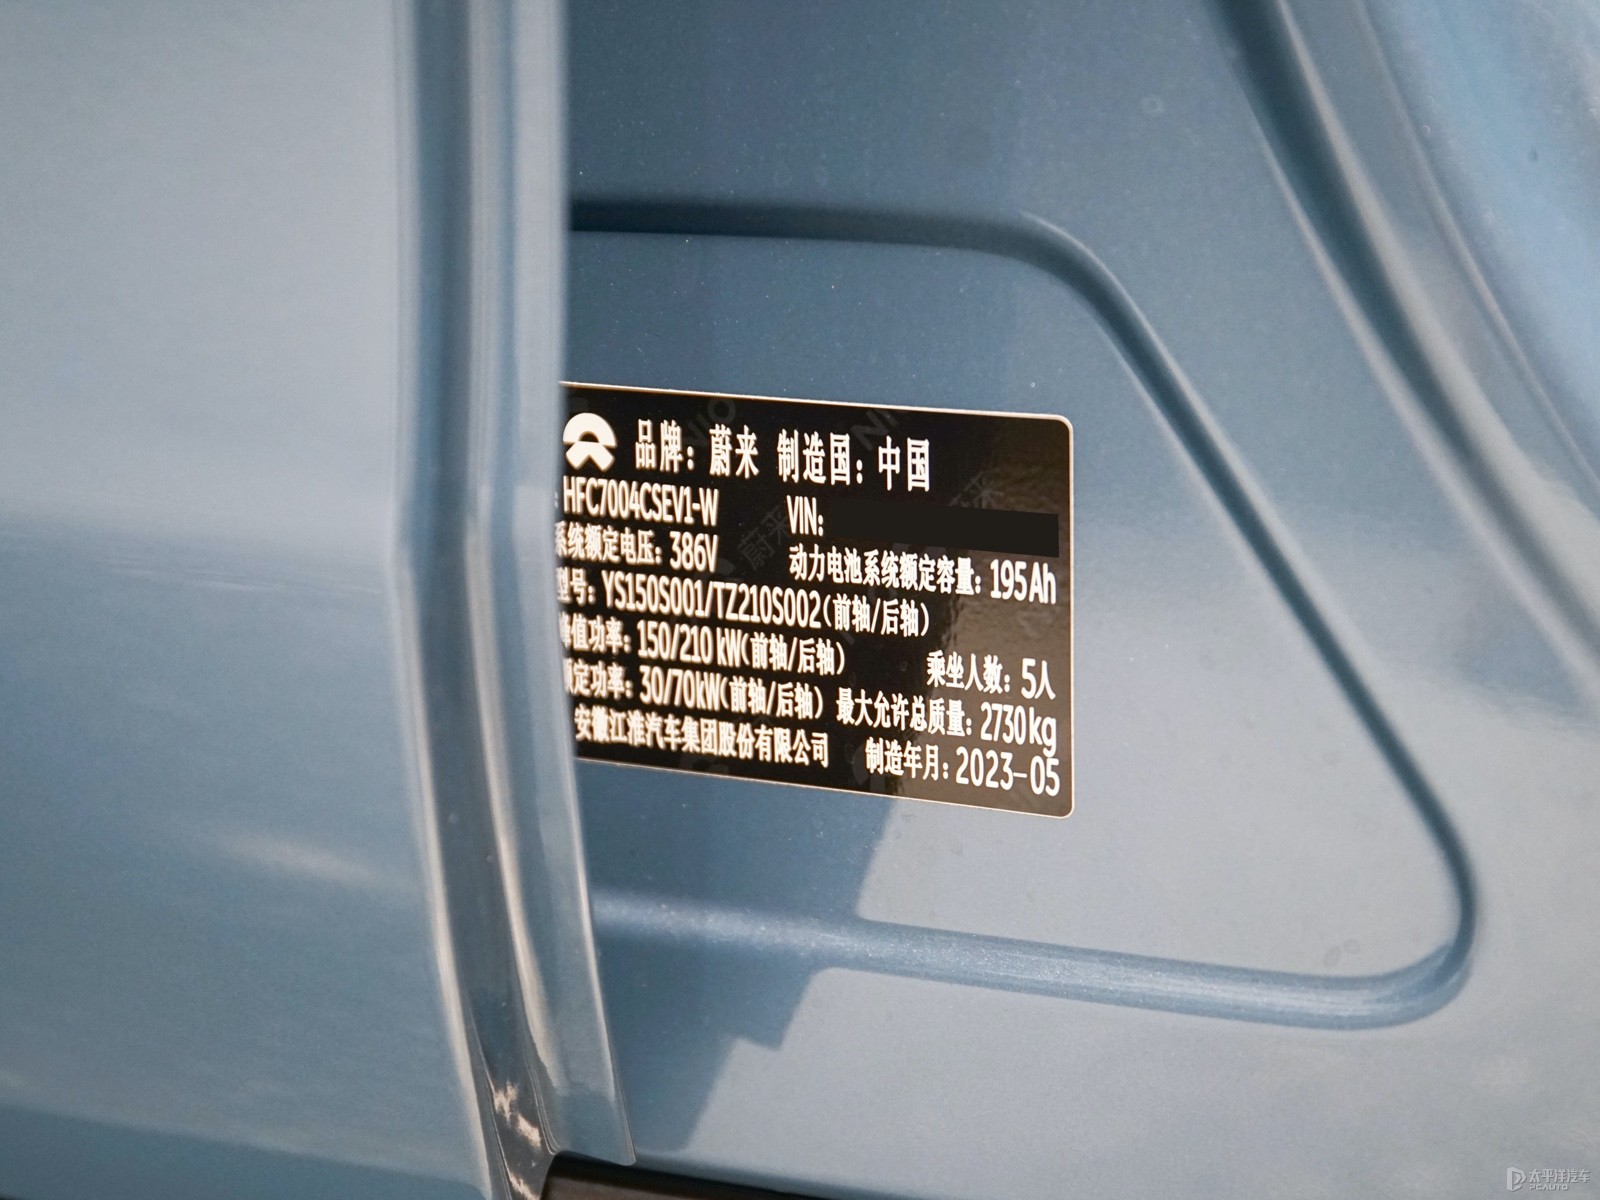 品牌: 蔚来 制造国: 中国
: HFC7004CSEV1-W VIN:
系统额定电压: 386V 动力电池系统额定容量: 195Ah
型号: YS150S001/TZ210S002(前轴/后轴)
峰值功率: 150/210 kW(前轴/后轴) 乘坐人数: 5人
额定功率: 30/70kW(前轴/后轴) 最大允许总质量: 2730kg
安徽江淮汽车集团股份有限公司 制造年月: 2023-05
太平洋汽车
PCAUTO